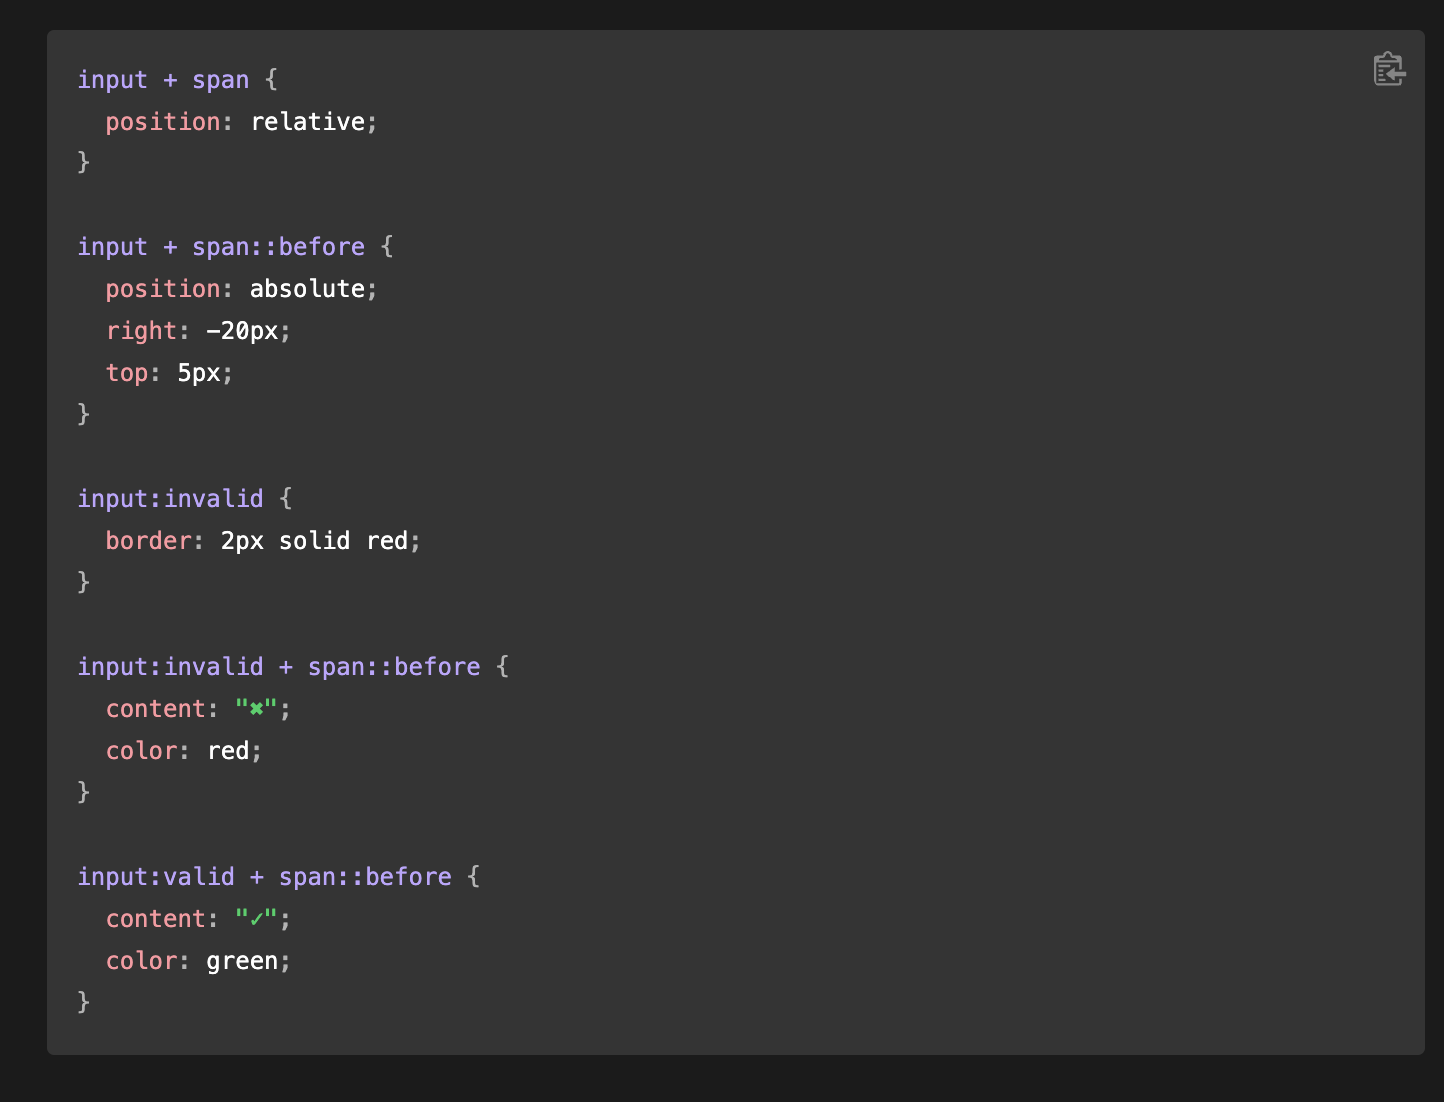 input + span {
  position: relative;
}

input + span::before {
  position: absolute;
  right: -20px;
  top: 5px;
}

input:invalid {
  border: 2px solid red;
}

input:invalid + span::before {
  content: "✖";
  color: red;
}

input:valid + span::before {
  content: "✓";
  color: green;
}